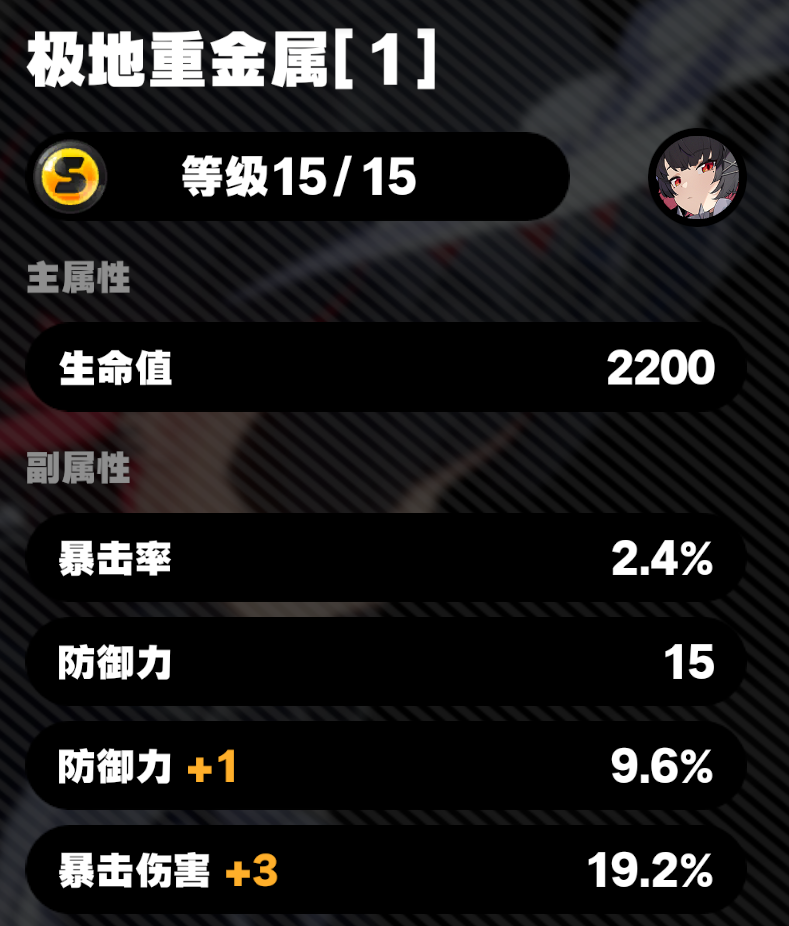 极地重金属[1]
S 等级15/15
主属性
生命值 2200
副属性
暴击率 2.4%
防御力 15
防御力 +1 9.6%
暴击伤害 +3 19.2%